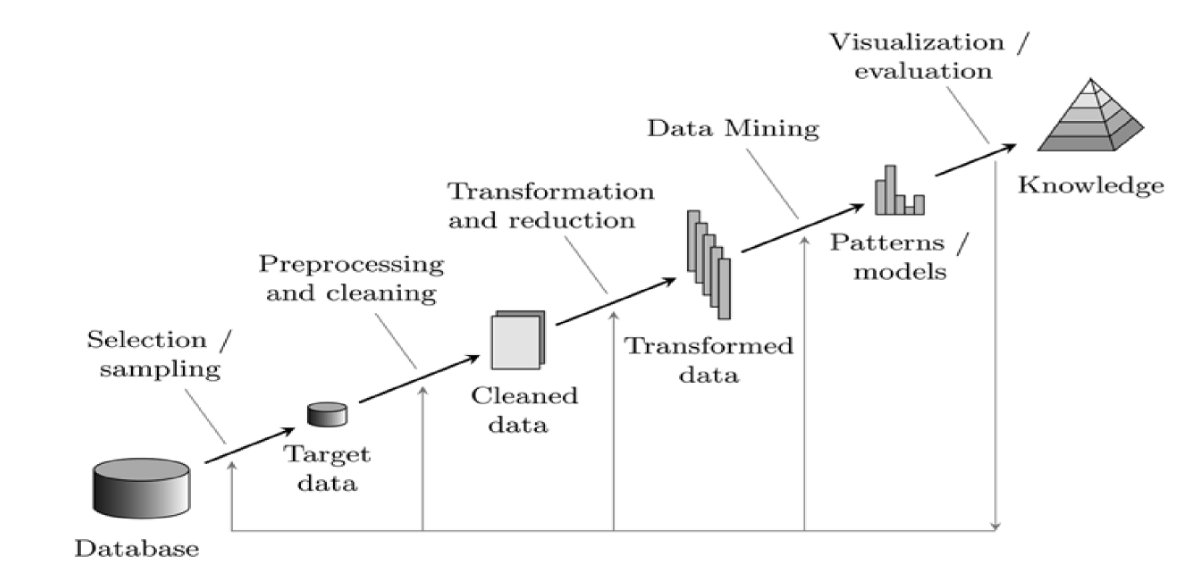 Visualization /
evaluation
Data Mining
Knowledge
Transformation
and reduction
Patterns /
models
Preprocessing
and cleaning
Transformed
data
Selection /
sampling
Cleaned
data
Target
data
Database